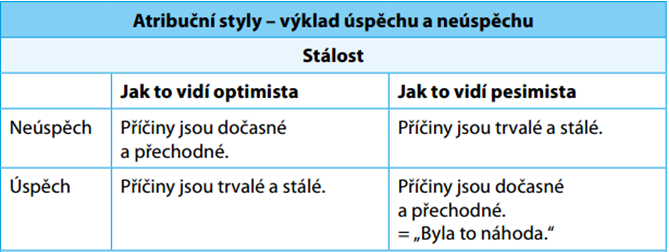 Atribuční styly – výklad úspěchu a neúspěchu
Stálost
Jak to vidí optimista Jak to vidí pesimista
Neúspěch Příčiny jsou dočasné Příčiny jsou trvalé a stálé.
a přechodné.
Úspěch Příčiny jsou trvalé a stálé. Příčiny jsou dočasné
a přechodné.
= „Byla to náhoda.“